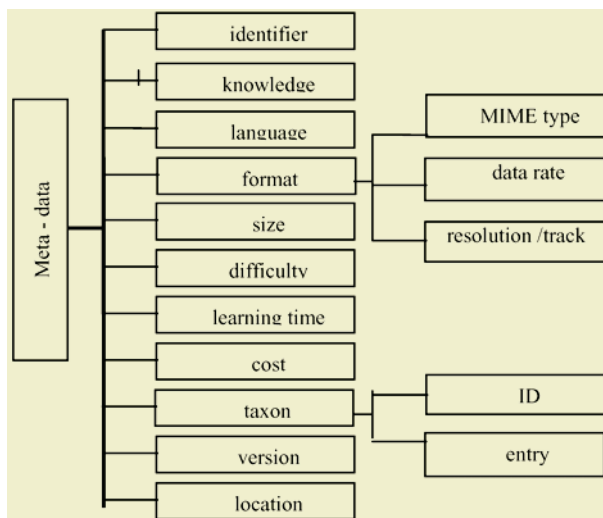 Meta - data
identifier
knowledge
language
format
size
difficulty
learning time
cost
taxon
version
location
MIME type
data rate
resolution /track
ID
entry